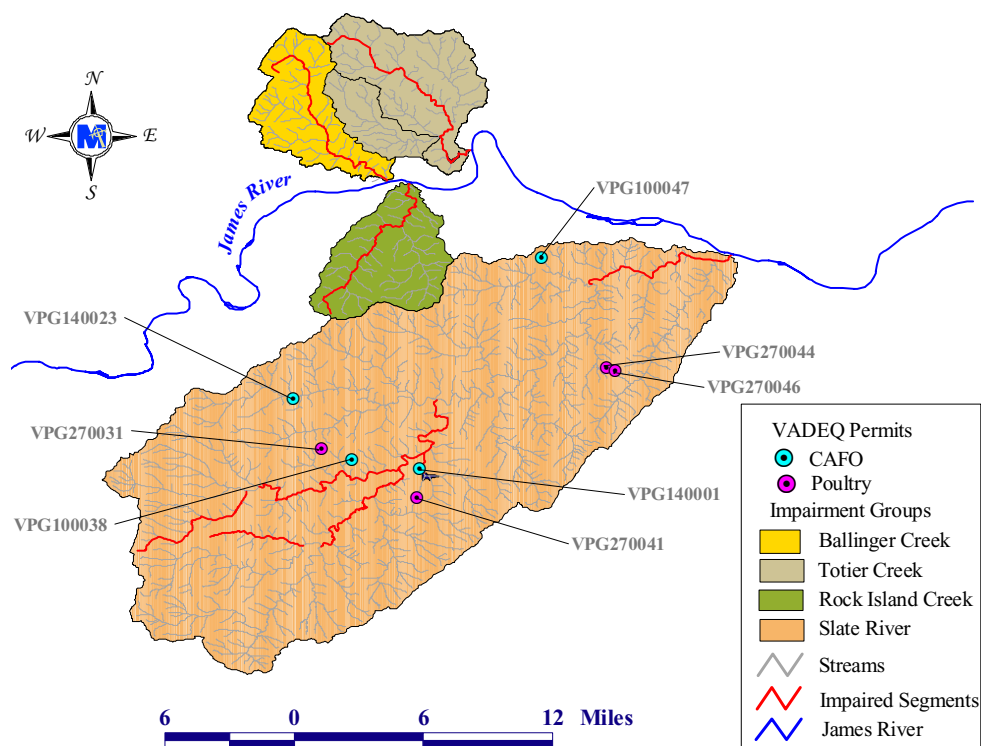 N
W
E
S
M
James River
VPG100047
VPG140023
VPG270044
VPG270046
VPG270031
VPG100038
VPG140001
VPG270041
VADEQ Permits
CAFO
Poultry
Impairment Groups
Ballinger Creek
Totier Creek
Rock Island Creek
Slate River
Streams
Impaired Segments
James River
6 0 6 12 Miles